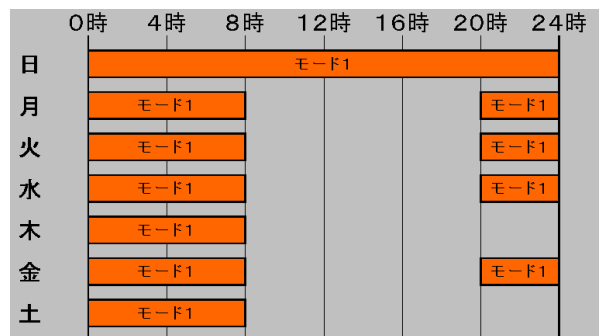 0時 4時 8時 12時 16時 20時 24時
日 モード1
月 モード1 モード1
火 モード1 モード1
水 モード1 モード1
木 モード1
金 モード1 モード1
土 モード1